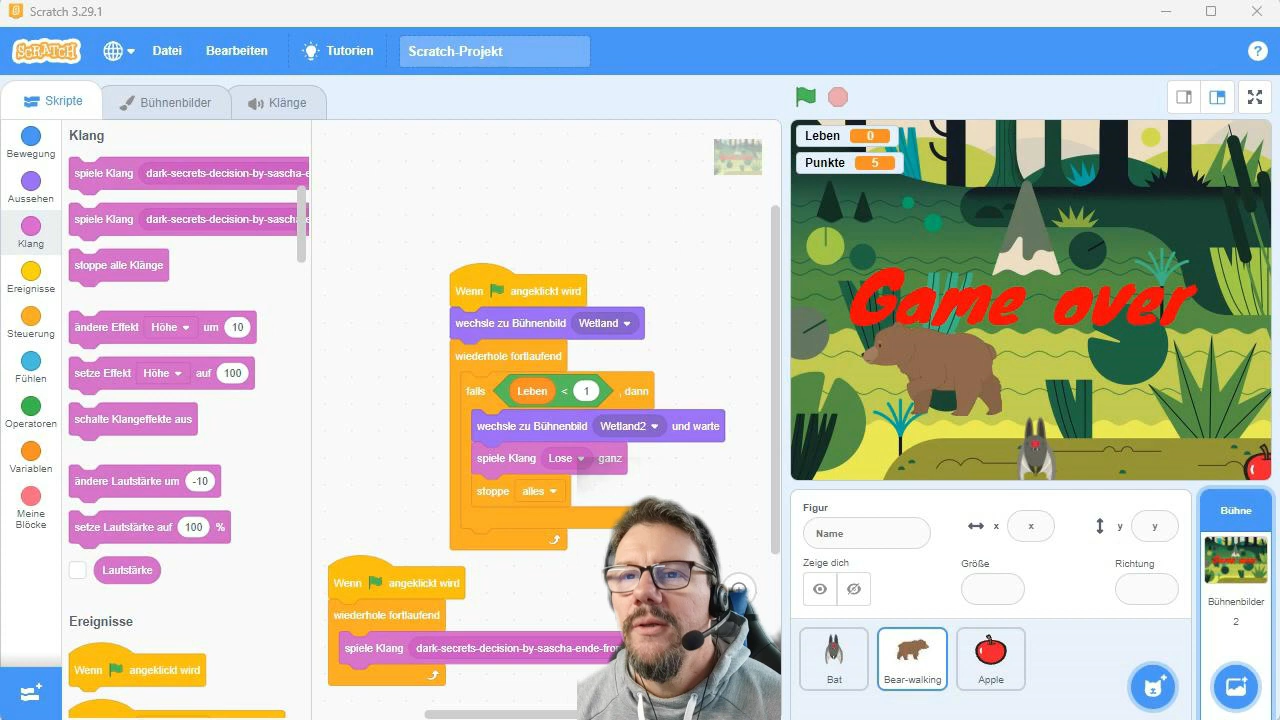 Scratch 3.29.1
SCRATCH
Datei
Bearbeiten
Tutorien
Scratch-Projekt
?
Skripte
Bühnenbilder
Klänge
Bewegung
Aussehen
Klang
Ereignisse
Steuerung
Fühlen
Operatoren
Variablen
Meine
Blöcke
Klang
spiele Klang dark-secrets-decision-by-sascha-e
spiele Klang dark-secrets-decision-by-sascha-e
stoppe alle Klänge
ändere Effekt Höhe um 10
setze Effekt Höhe auf 100
schalte Klangeffekte aus
ändere Lautstärke um -10
setze Lautstärke auf 100 %
Lautstärke
Ereignisse
Wenn angeklickt wird
Wenn angeklickt wird
wechsle zu Bühnenbild Wetland
wiederhole fortlaufend
falls Leben < 1 , dann
wechsle zu Bühnenbild Wetland2 und warte
spiele Klang Lose ganz
stoppe alles
Wenn angeklickt wird
wiederhole fortlaufend
spiele Klang dark-secrets-decision-by-sascha-ende-fro
Leben 0
Punkte 5
Game over
Figur
Name
x x
y y
Zeige dich
Größe
Richtung
Bat
Bear-walking
Apple
Bühne
Bühnenbilder
2